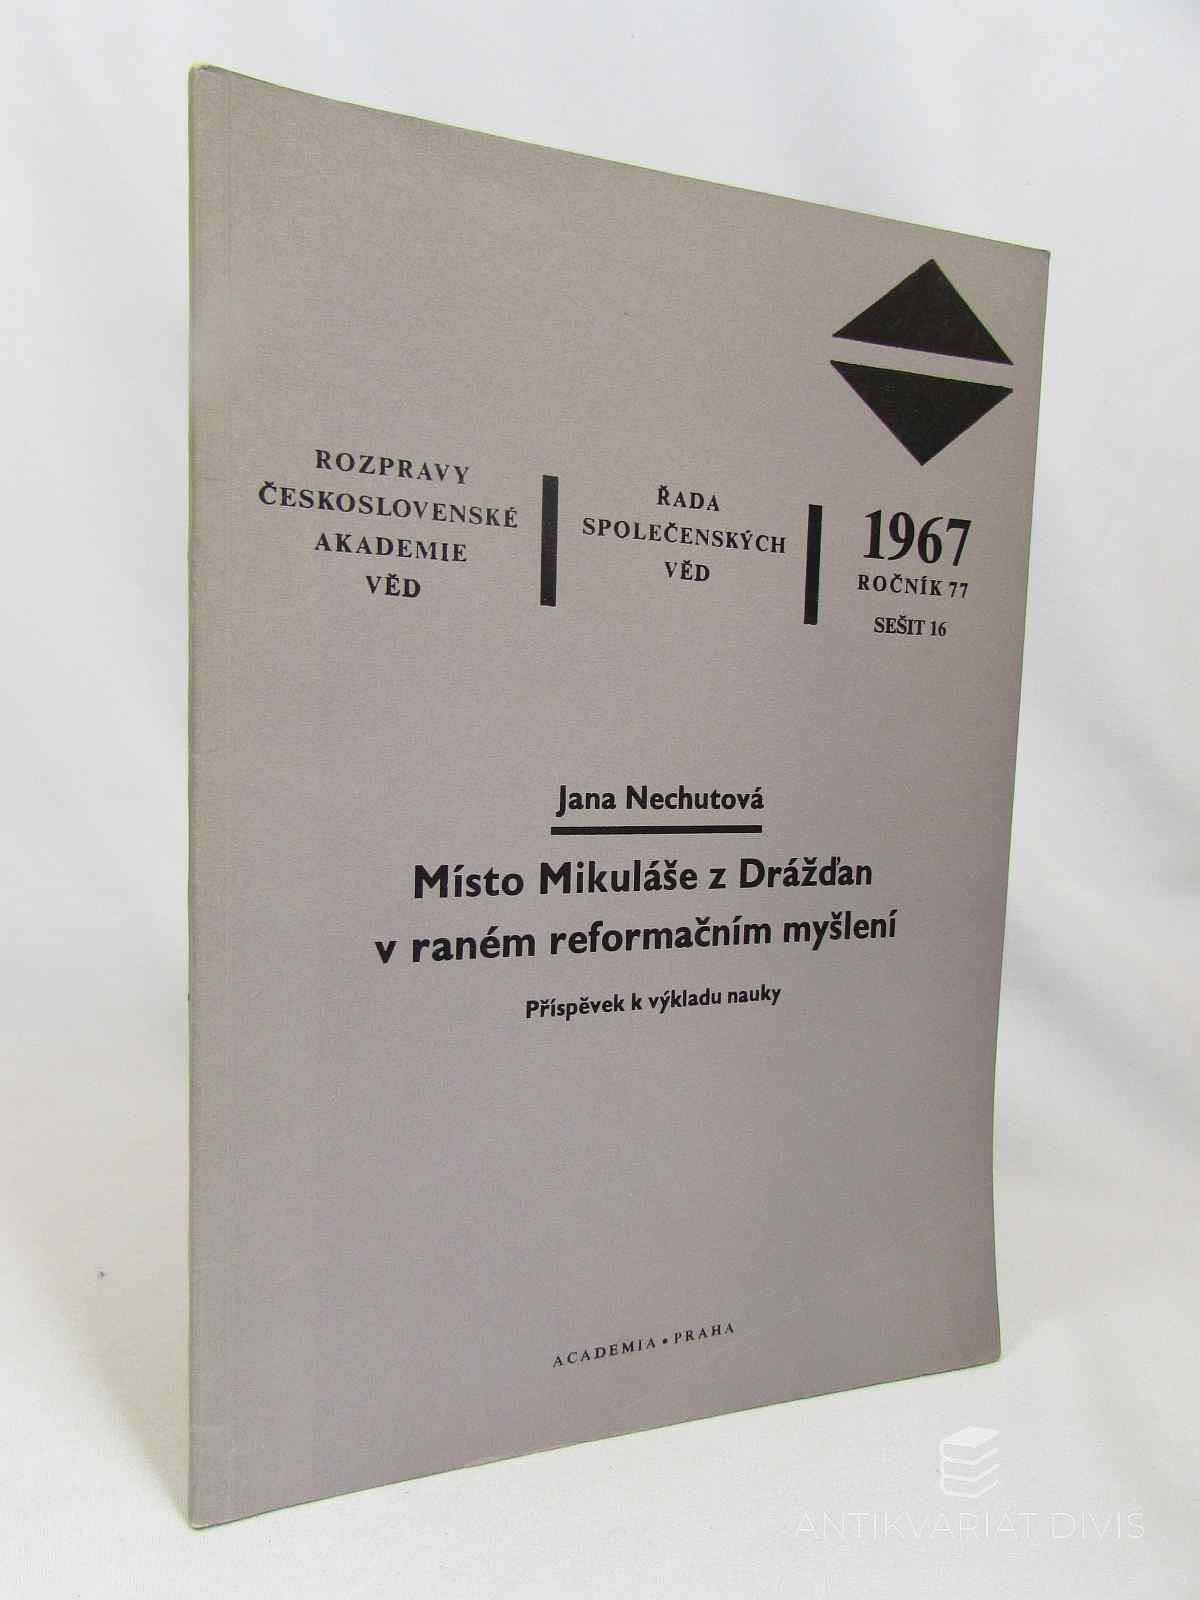 ROZPRAVY
ČESKOSLOVENSKÉ
AKADEMIE
VĚD
ŘADA
SPOLEČENSKÝCH
VĚD
1967
ROČNÍK 77
SEŠIT 16
Jana Nechutová
Místo Mikuláše z Drážďan
v raném reformačním myšlení
Příspěvek k výkladu nauky
ACADEMIA • PRAHA
ANTIKVARIÁT DIVIŠ